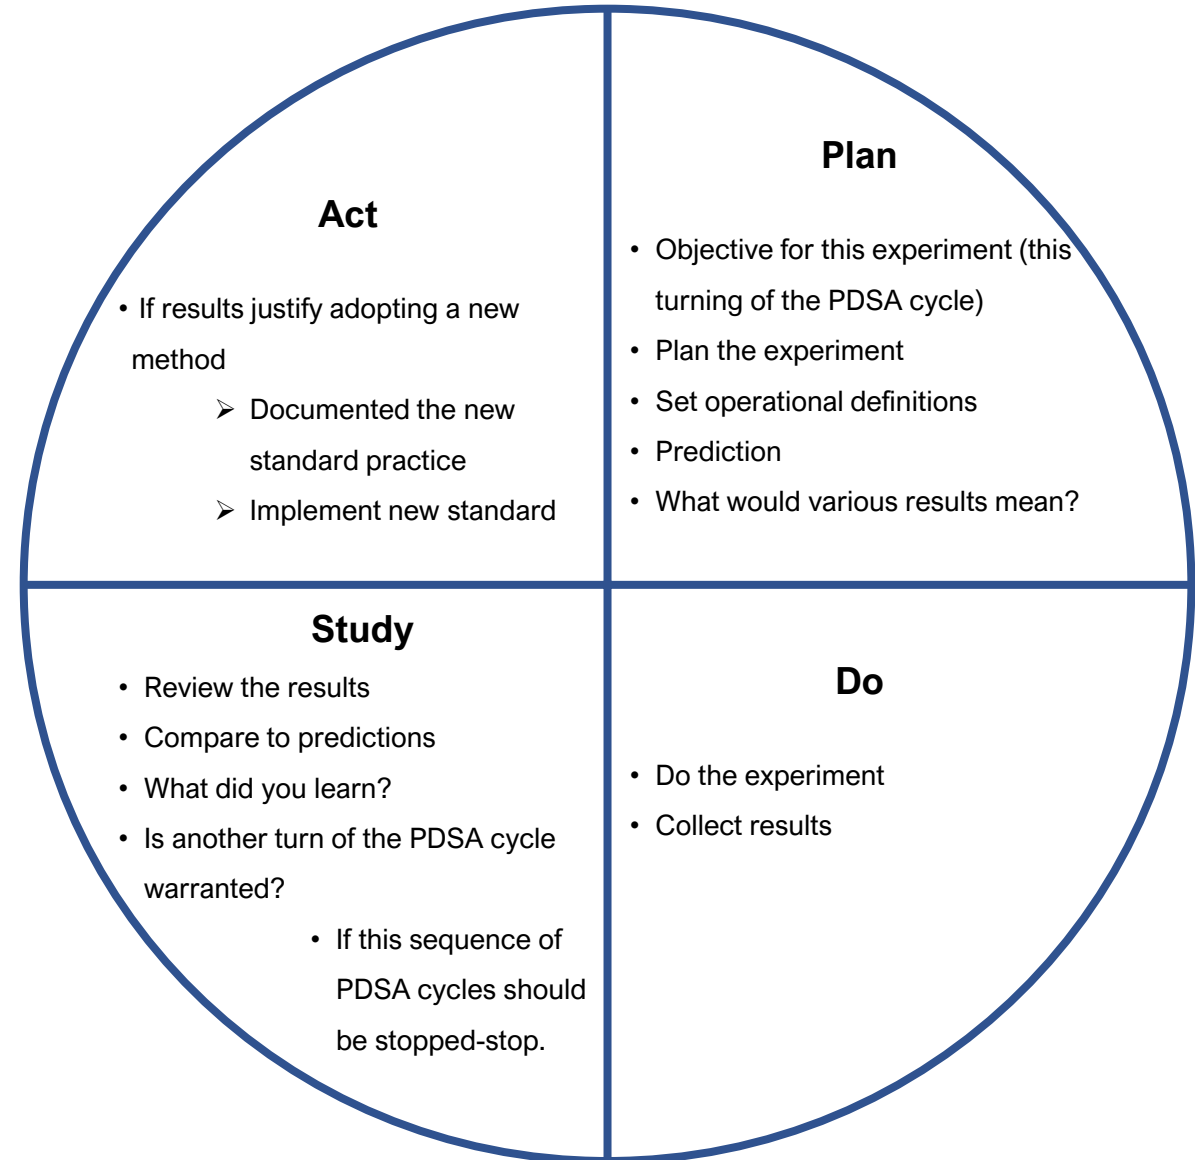 Plan
• Objective for this experiment (this
turning of the PDSA cycle)
• Plan the experiment
• Set operational definitions
• Prediction
• What would various results mean?
Do
• Do the experiment
• Collect results
Study
• Review the results
• Compare to predictions
• What did you learn?
• Is another turn of the PDSA cycle
warranted?
• If this sequence of
PDSA cycles should
be stopped-stop.
Act
• If results justify adopting a new
method
➢ Documented the new
standard practice
➢ Implement new standard